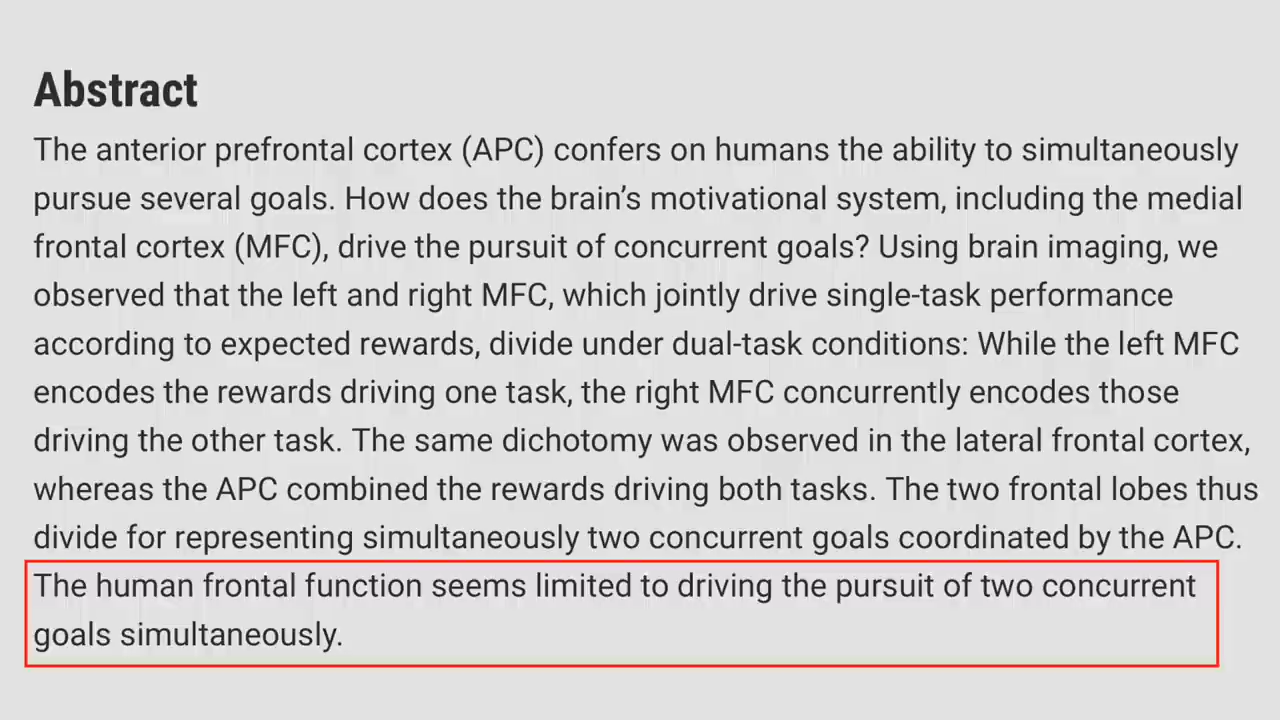 Abstract
The anterior prefrontal cortex (APC) confers on humans the ability to simultaneously
pursue several goals. How does the brain’s motivational system, including the medial
frontal cortex (MFC), drive the pursuit of concurrent goals? Using brain imaging, we
observed that the left and right MFC, which jointly drive single-task performance
according to expected rewards, divide under dual-task conditions: While the left MFC
encodes the rewards driving one task, the right MFC concurrently encodes those
driving the other task. The same dichotomy was observed in the lateral frontal cortex,
whereas the APC combined the rewards driving both tasks. The two frontal lobes thus
divide for representing simultaneously two concurrent goals coordinated by the APC.
The human frontal function seems limited to driving the pursuit of two concurrent
goals simultaneously.